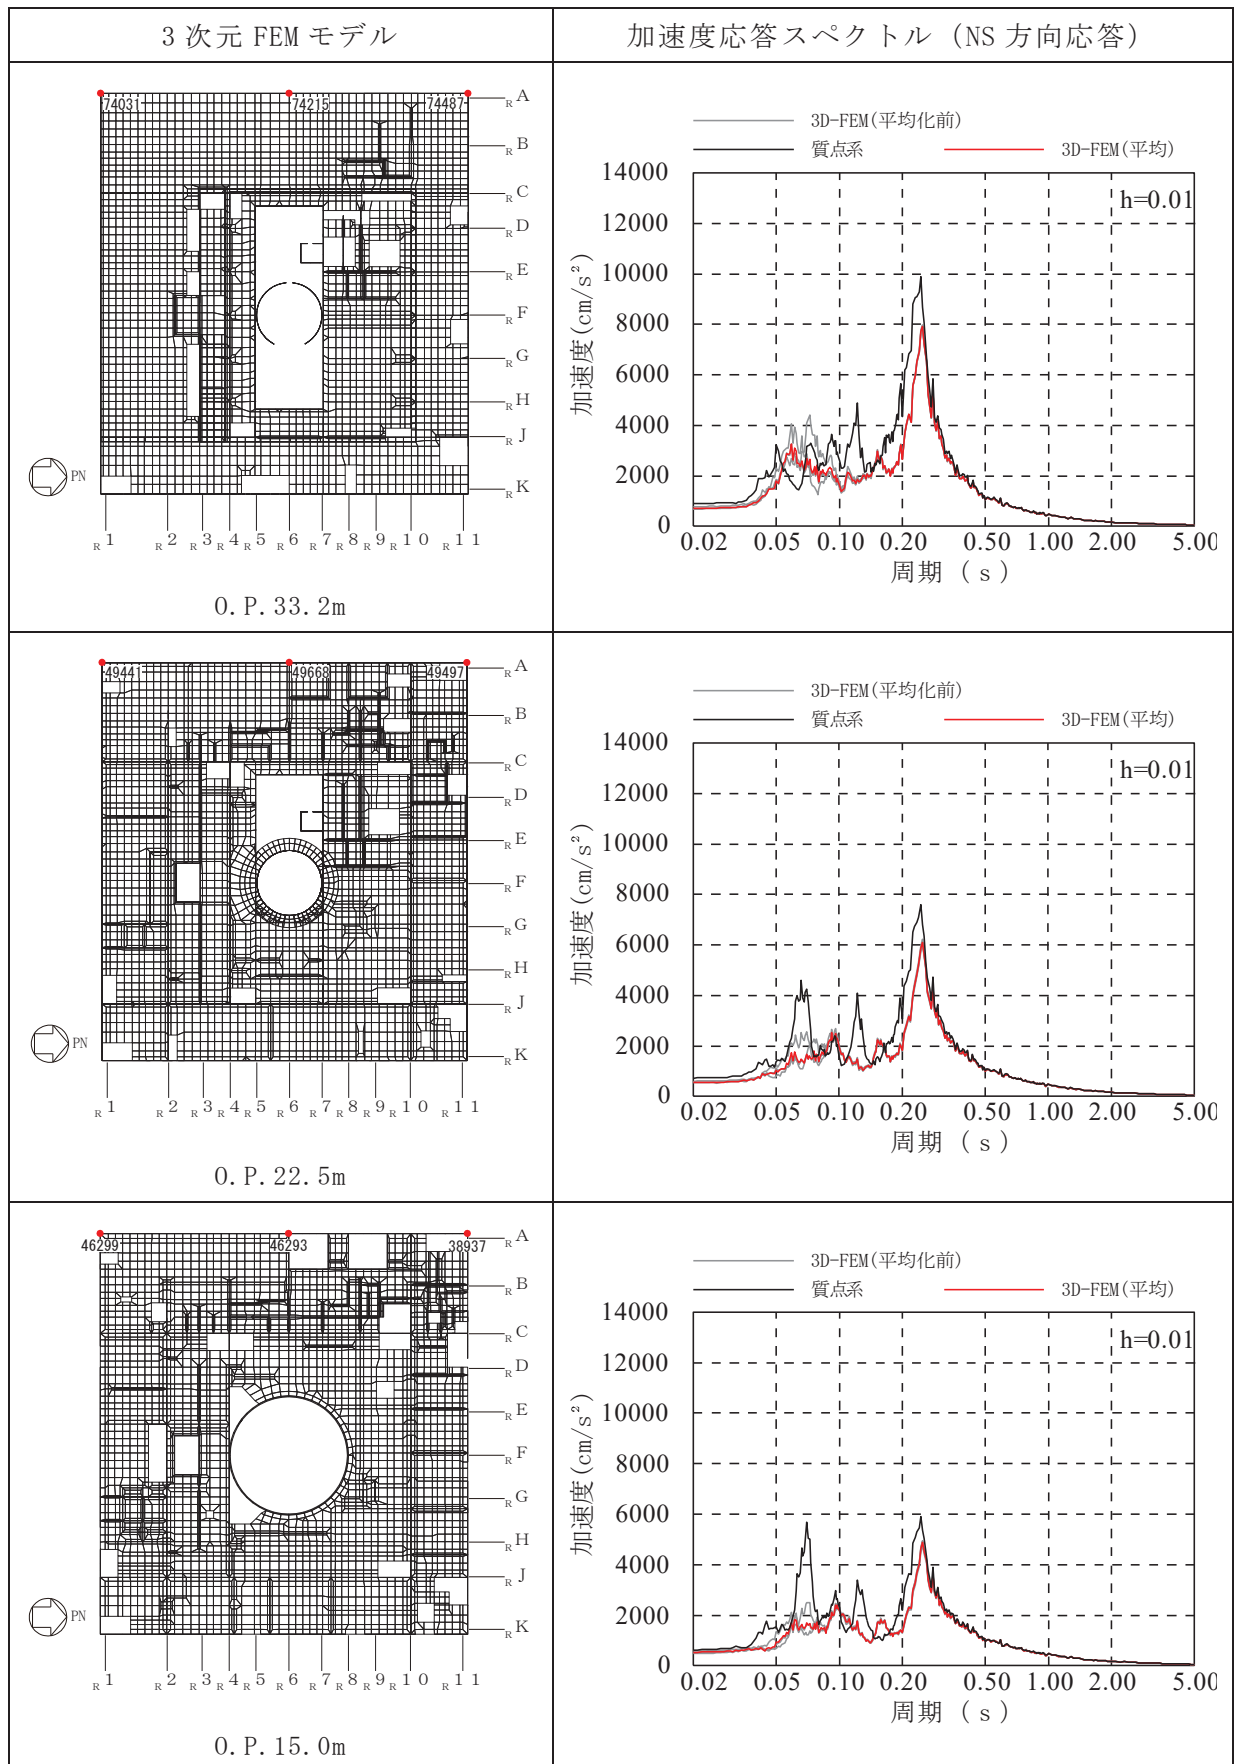 3次元 FEM モデル
加速度応答スペクトル（NS 方向応答）
74031
74215
74487
RA
RB
RC
RD
RE
RF
RG
RH
RJ
RK
PN
R1 R2 R3 R4 R5 R6 R7 R8 R9 R10 R11
O.P.33.2m
3D-FEM(平均化前)
質点系
3D-FEM(平均)
h=0.01
14000
12000
10000
8000
6000
4000
2000
0
加速度(cm/s²)
0.02 0.05 0.10 0.20 0.50 1.00 2.00 5.00
周期（s）
49441
49668
49497
RA
RB
RC
RD
RE
RF
RG
RH
RJ
RK
PN
R1 R2 R3 R4 R5 R6 R7 R8 R9 R10 R11
O.P.22.5m
3D-FEM(平均化前)
質点系
3D-FEM(平均)
h=0.01
14000
12000
10000
8000
6000
4000
2000
0
加速度(cm/s²)
0.02 0.05 0.10 0.20 0.50 1.00 2.00 5.00
周期（s）
46299
46293
38937
RA
RB
RC
RD
RE
RF
RG
RH
RJ
RK
PN
R1 R2 R3 R4 R5 R6 R7 R8 R9 R10 R11
O.P.15.0m
3D-FEM(平均化前)
質点系
3D-FEM(平均)
h=0.01
14000
12000
10000
8000
6000
4000
2000
0
加速度(cm/s²)
0.02 0.05 0.10 0.20 0.50 1.00 2.00 5.00
周期（s）